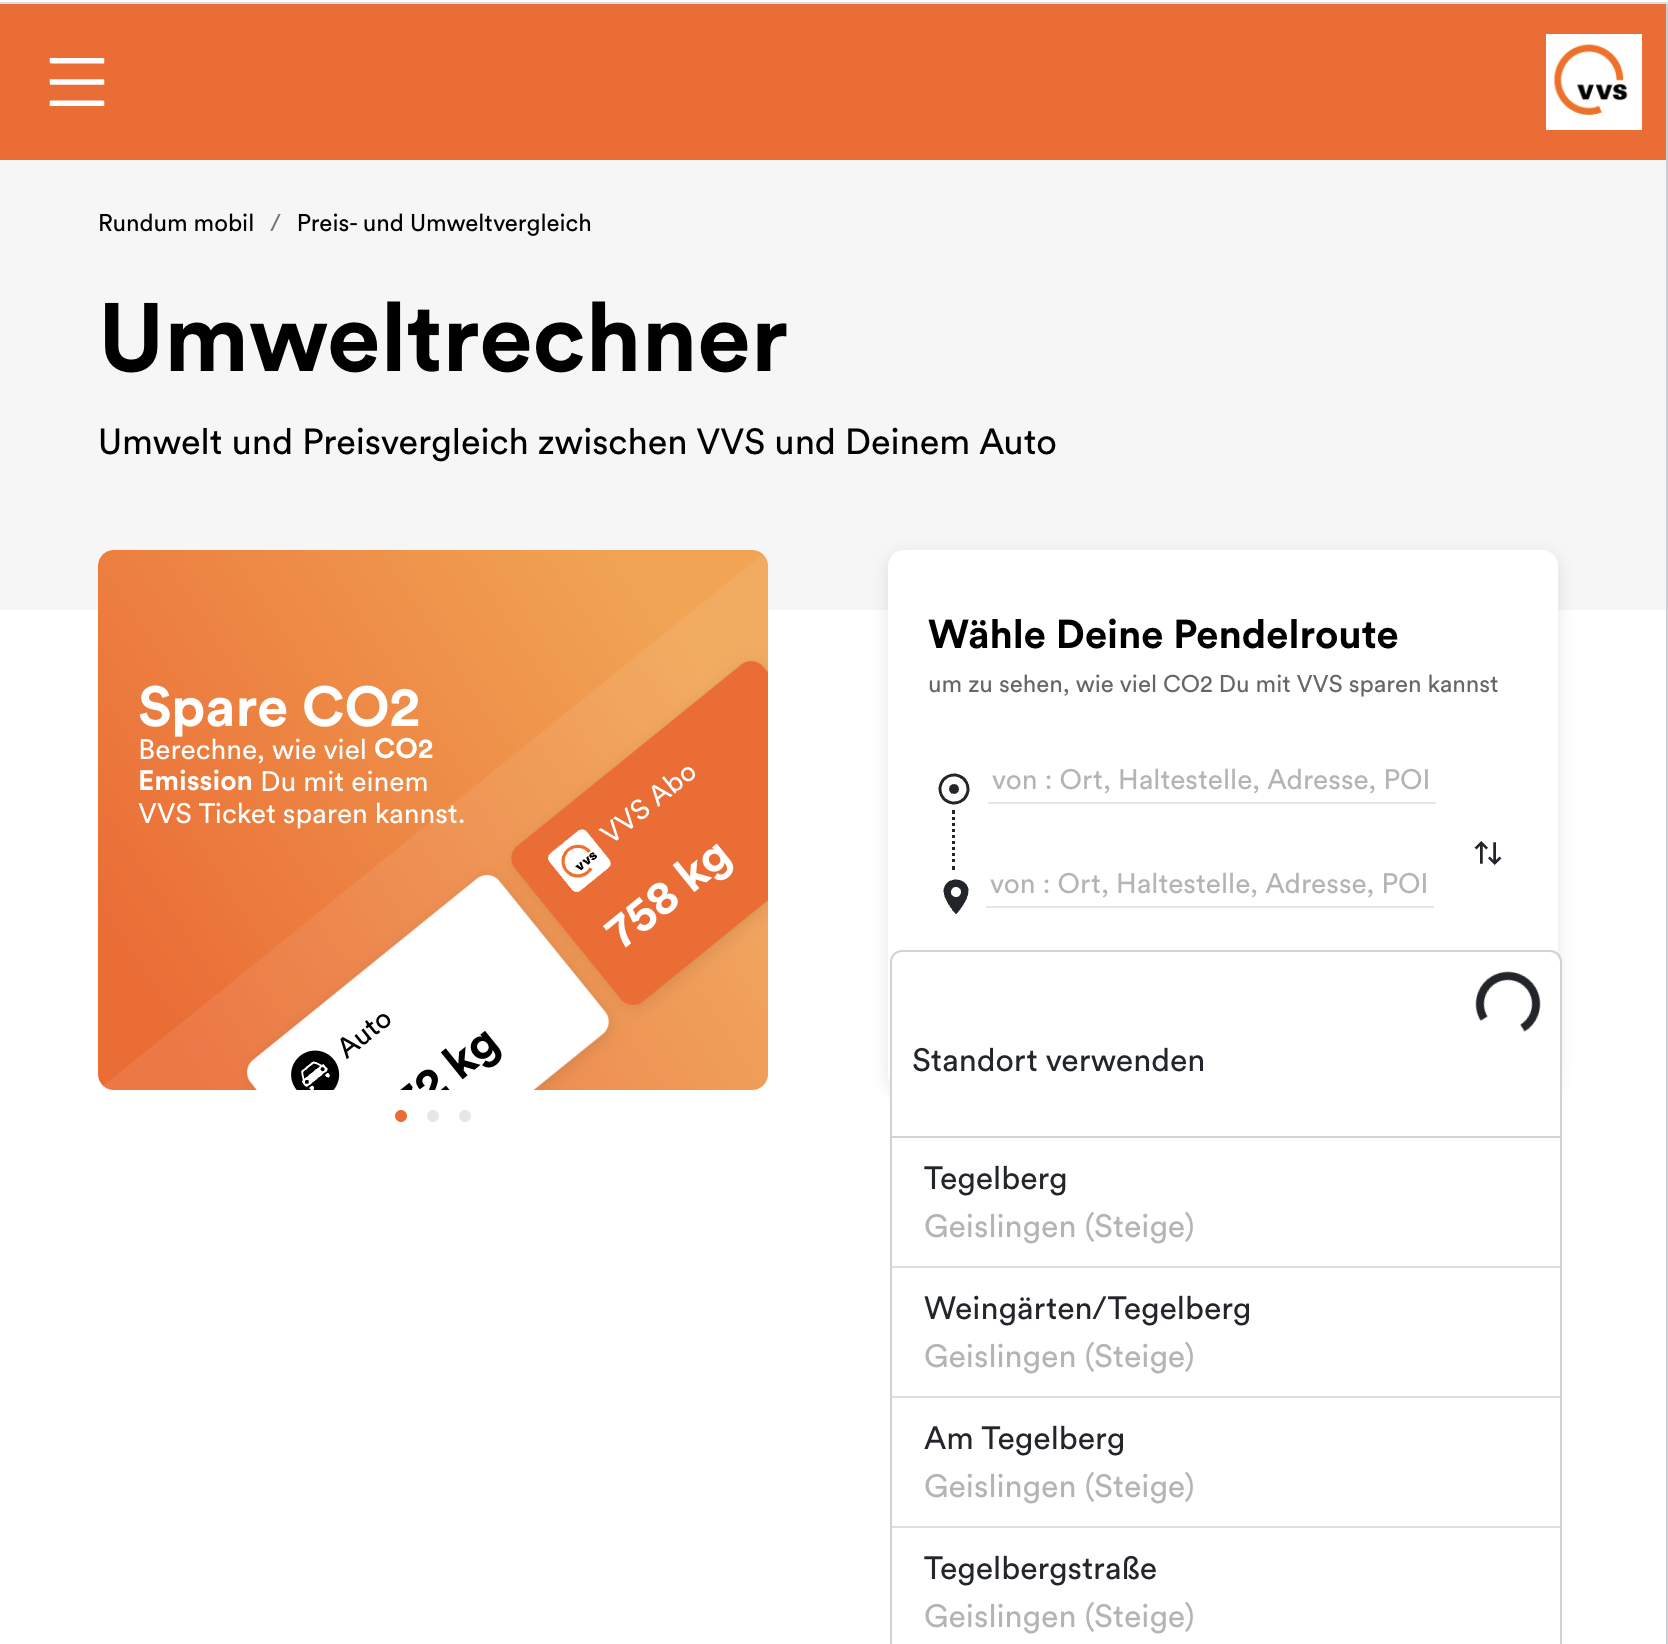 vvs
Rundum mobil / Preis- und Umweltvergleich
Umweltrechner
Umwelt und Preisvergleich zwischen VVS und Deinem Auto
Spare CO2
Berechne, wie viel CO2
Emission Du mit einem
VVS Ticket sparen kannst.
vvs VVS Abo
758 kg
Auto
kg
Wähle Deine Pendelroute
um zu sehen, wie viel CO2 Du mit VVS sparen kannst
von : Ort, Haltestelle, Adresse, POI
von : Ort, Haltestelle, Adresse, POI
Standort verwenden
Tegelberg
Geislingen (Steige)
Weingärten/Tegelberg
Geislingen (Steige)
Am Tegelberg
Geislingen (Steige)
Tegelbergstraße
Geislingen (Steige)